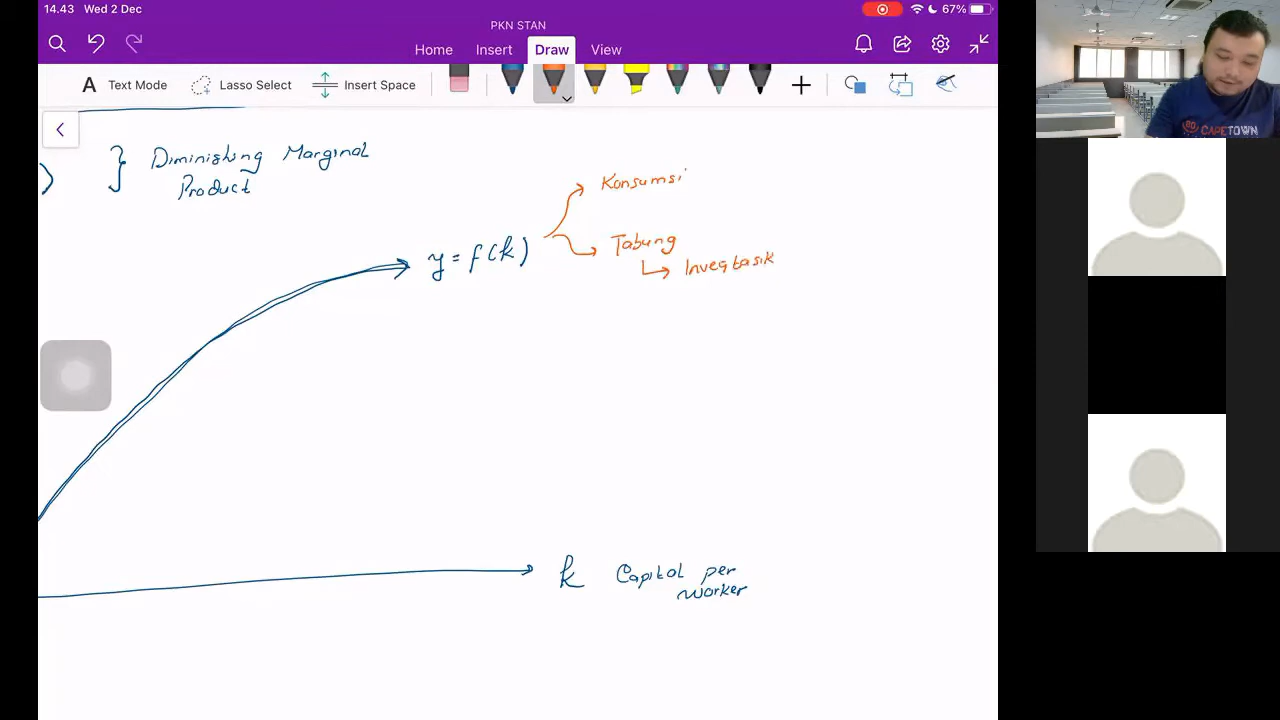 14.43 Wed 2 Dec
67%
PKN STAN
Home Insert Draw View
A Text Mode Lasso Select Insert Space
} Diminishing Marginal
Product
Konsumsi
y = f(k)
Tabung
↳ Investasik
k Capital per
worker
CAPETOWN